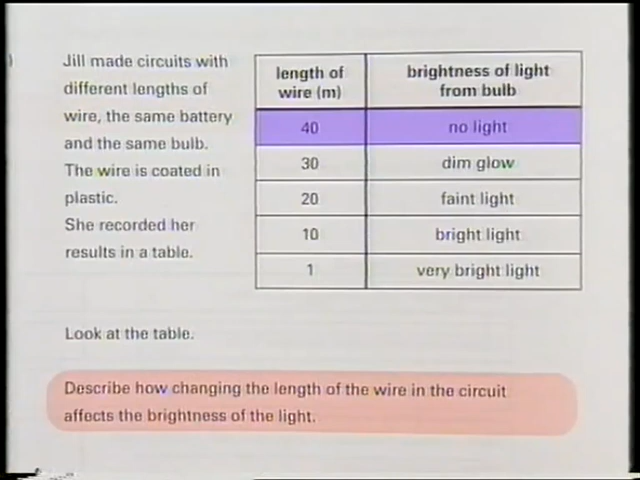 Jill made circuits with
different lengths of
wire, the same battery
and the same bulb.
The wire is coated in
plastic.
She recorded her
results in a table.
length of wire (m) brightness of light from bulb
40 no light
30 dim glow
20 faint light
10 bright light
1 very bright light
Look at the table.
Describe how changing the length of the wire in the circuit
affects the brightness of the light.